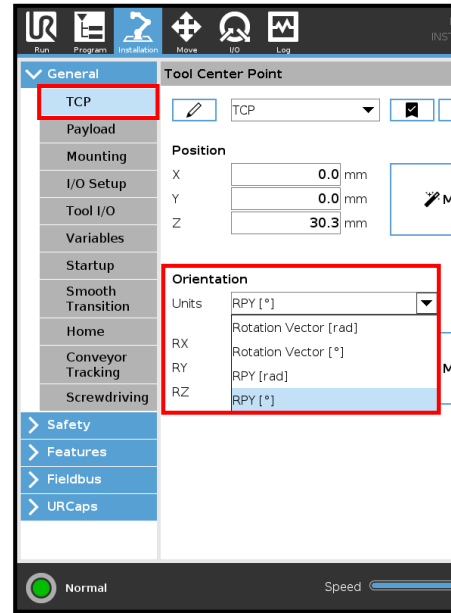 UR
Run Program Installation Move I/O Log
INST
General
Tool Center Point
TCP
TCP
Payload
Mounting
Position
X 0.0 mm
I/O Setup
Y 0.0 mm
M
Tool I/O
Z 30.3 mm
Variables
Startup
Orientation
Smooth
Transition
Units RPY [°]
Home
Rotation Vector [rad]
RX
Rotation Vector [°]
Conveyor
Tracking
RY
RPY [rad]
M
Screwdriving
RZ
RPY [°]
Safety
Features
Fieldbus
URCaps
Normal
Speed